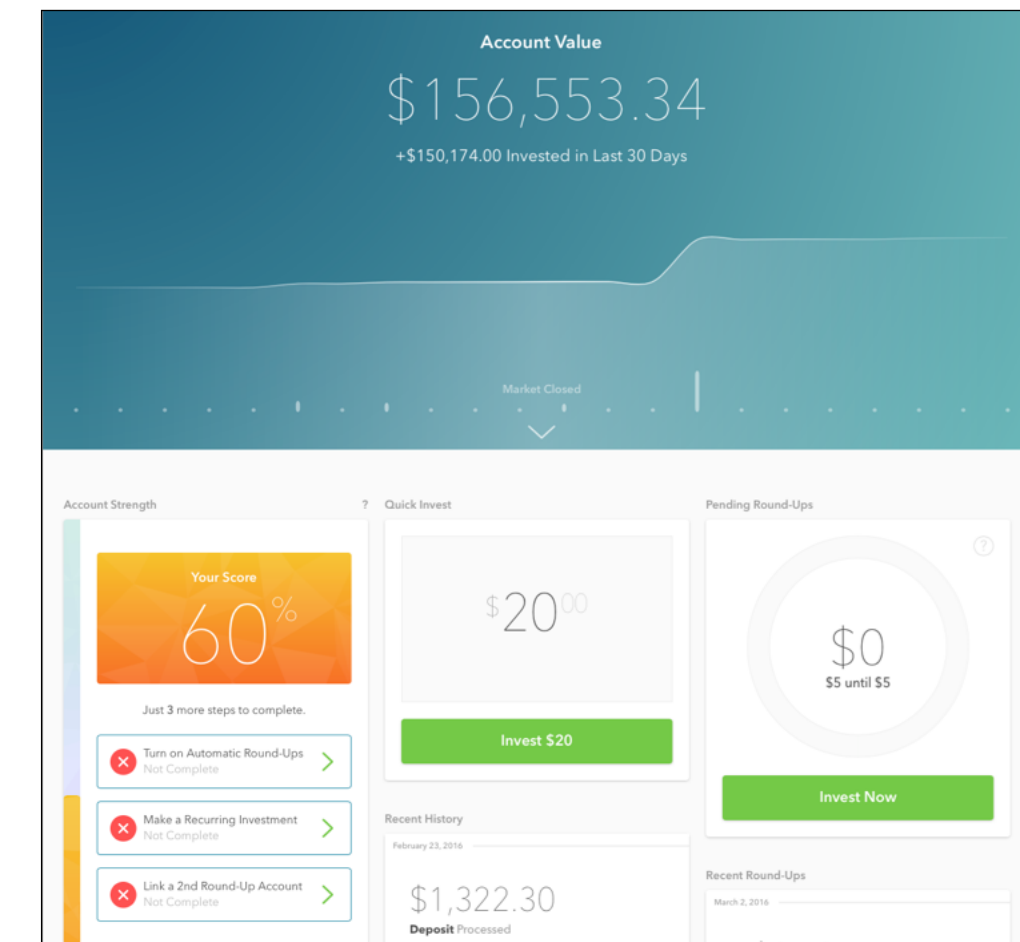 Account Value
$156,553.34
+$150,174.00 Invested in Last 30 Days
Market Closed
Account Strength
?
Your Score
60%
Just 3 more steps to complete.
Turn on Automatic Round-Ups
Not Complete
Make a Recurring Investment
Not Complete
Link a 2nd Round-Up Account
Not Complete
Quick Invest
$20 00
Invest $20
Recent History
February 23, 2016
$1,322.30
Deposit Processed
Pending Round-Ups
?
$0
$5 until $5
Invest Now
Recent Round-Ups
March 2, 2016